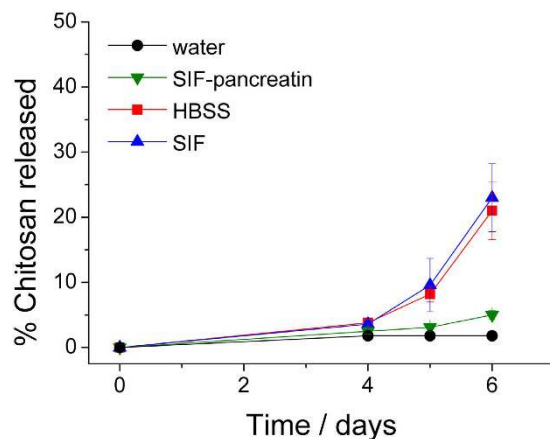 50
40
30
20
10
0
% Chitosan released
water
SIF-pancreatin
HBSS
SIF
0
2
4
6
Time / days